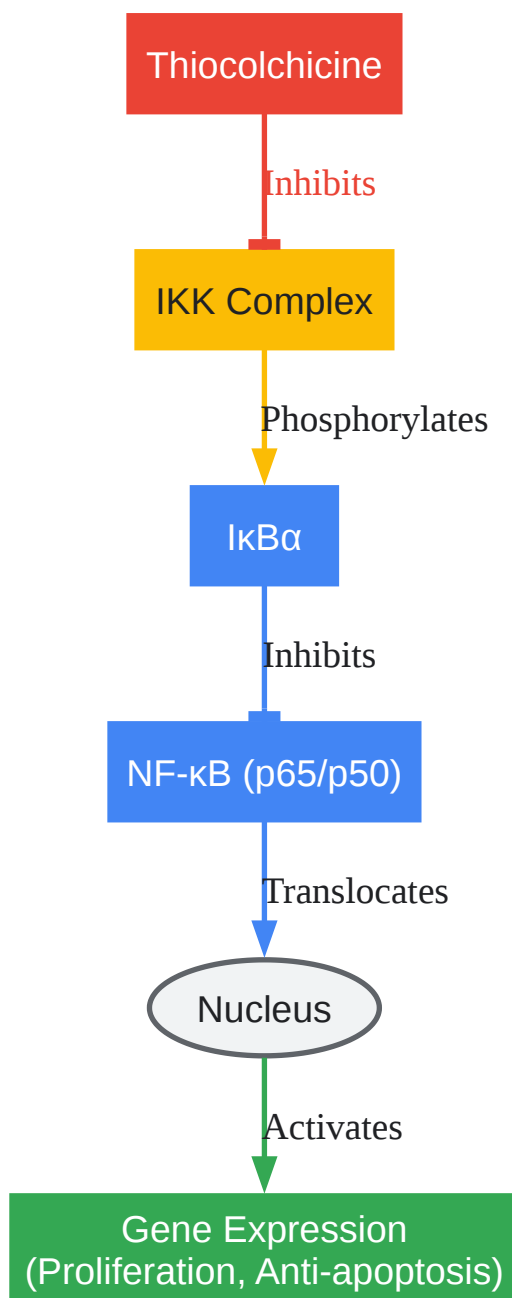 Thiocolchicine
Inhibits
IKK Complex
Phosphorylates
IκBα
Inhibits
NF-κB (p65/p50)
Translocates
Nucleus
Activates
Gene Expression
(Proliferation, Anti-apoptosis)